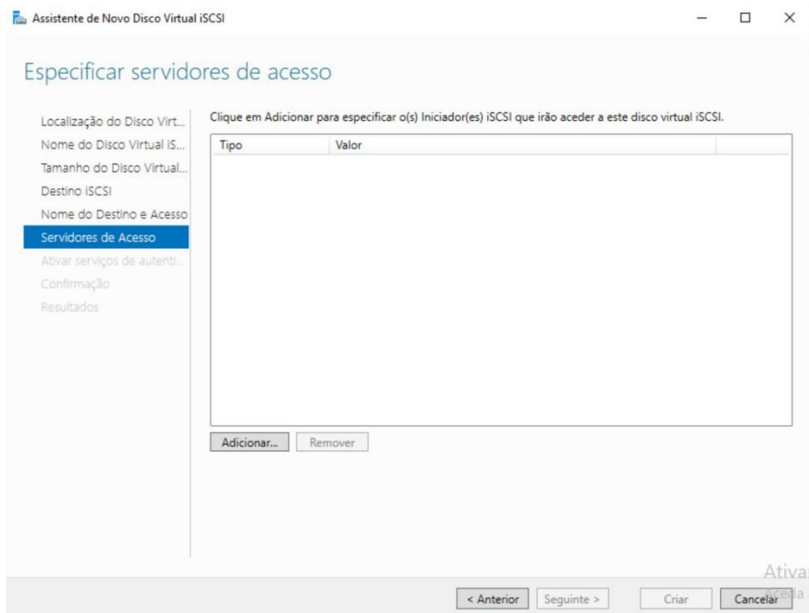 Assistente de Novo Disco Virtual iSCSI
Especificar servidores de acesso
Localização do Disco Virt...
Nome do Disco Virtual iS...
Tamanho do Disco Virtual...
Destino iSCSI
Nome do Destino e Acesso
Servidores de Acesso
Ativar serviços de autenti...
Confirmação
Resultados
Clique em Adicionar para especificar o(s) Iniciador(es) iSCSI que irão aceder a este disco virtual iSCSI.
Tipo Valor
Adicionar... Remover
Ativa
< Anterior Seguinte > Criar Cancelar